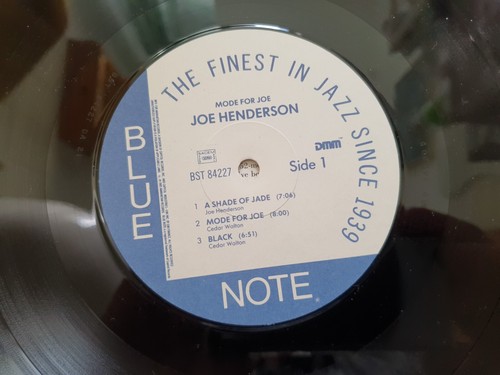 THE FINEST IN JAZZ SINCE 1939
MODE FOR JOE
JOE HENDERSON
BST 84227
DMM
Side 1
1 A SHADE OF JADE (7:06)
Joe Henderson
2 MODE FOR JOE (8:00)
Cedar Walton
3 BLACK (6:51)
Cedar Walton
BLUE
NOTE®